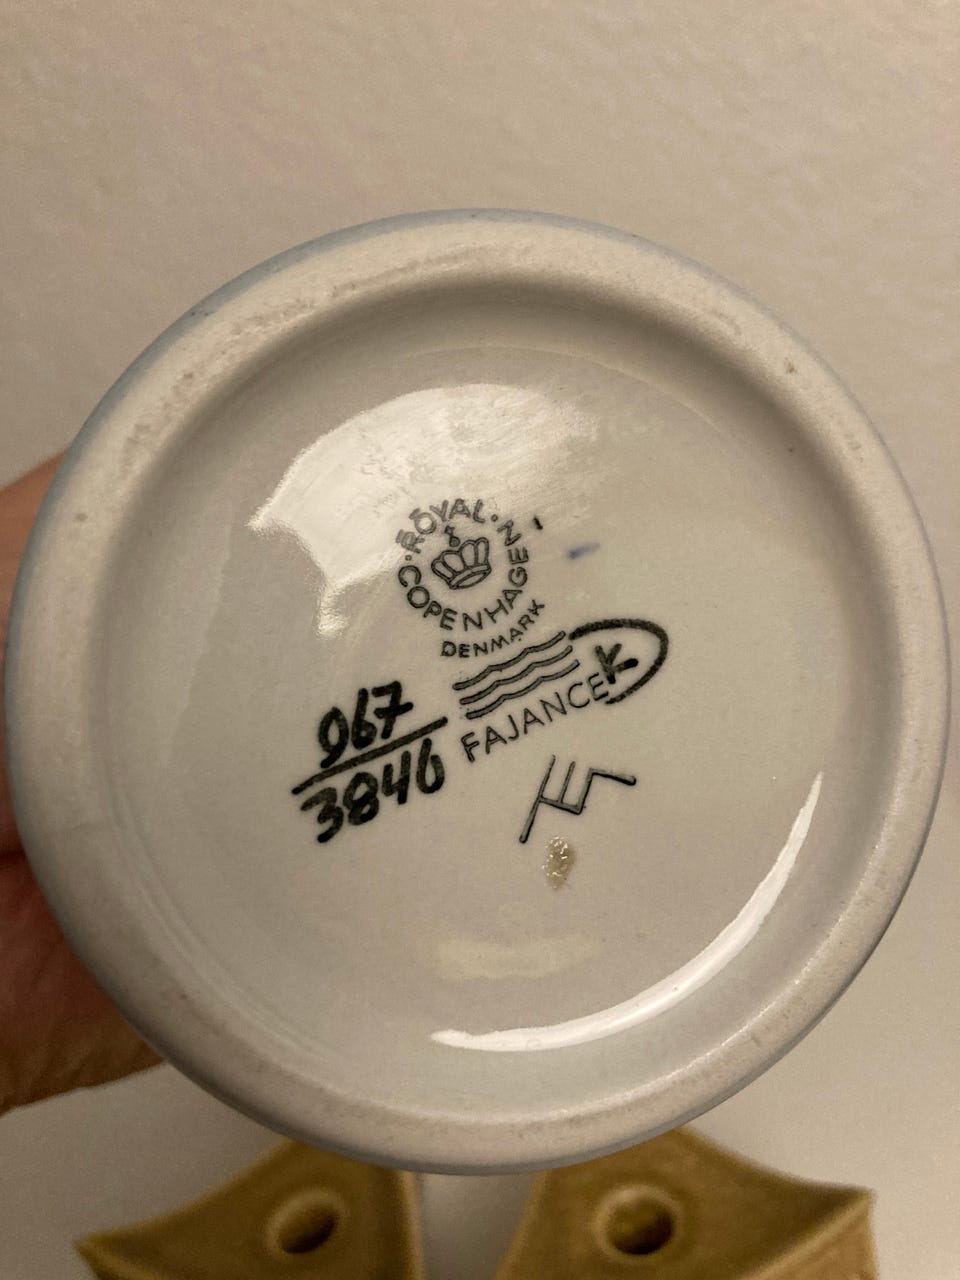 ROYAL
COPENHAGEN
DENMARK
FAJANCE
K
967
3846